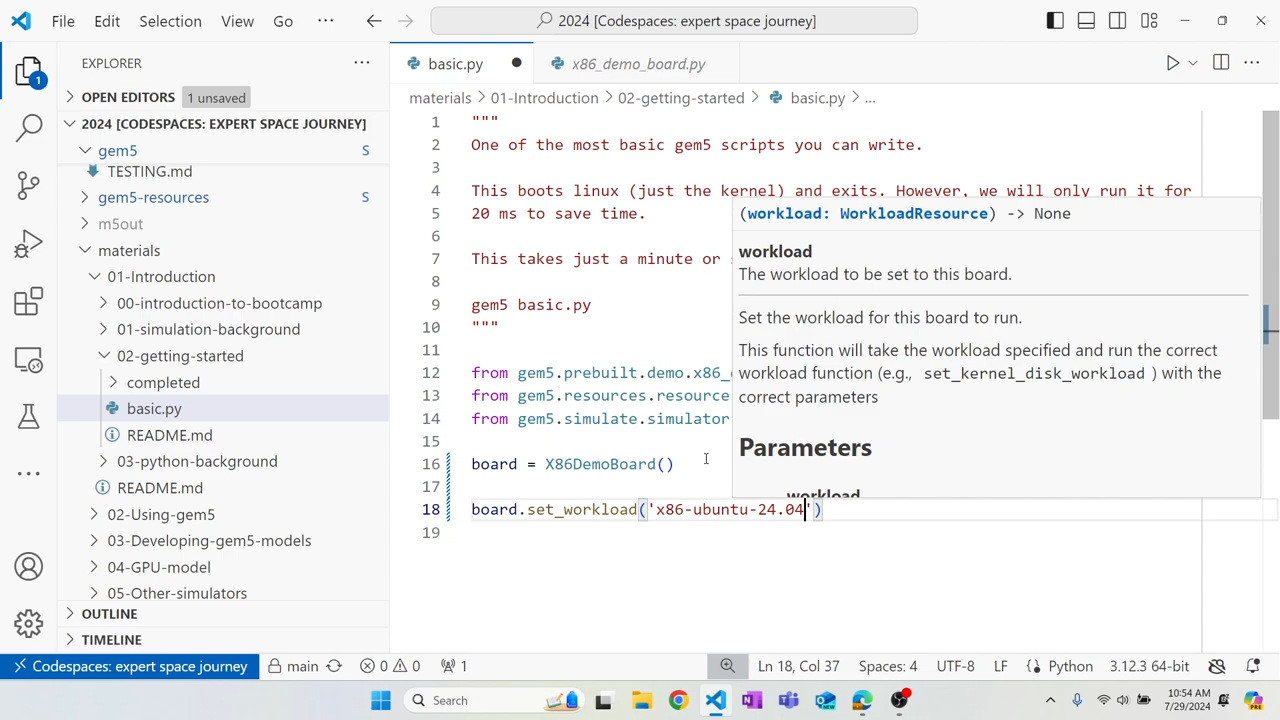 File Edit Selection View Go ··· 2024 [Codespaces: expert space journey]
EXPLORER ···
OPEN EDITORS 1 unsaved
2024 [CODESPACES: EXPERT SPACE JOURNEY]
gem5 S
TESTING.md
gem5-resources S
m5out
materials
01-Introduction
00-introduction-to-bootcamp
01-simulation-background
02-getting-started
completed
basic.py
README.md
03-python-background
README.md
02-Using-gem5
03-Developing-gem5-models
04-GPU-model
05-Other-simulators
OUTLINE
TIMELINE
1
basic.py x86_demo_board.py
materials > 01-Introduction > 02-getting-started > basic.py > ...
1 """
2 One of the most basic gem5 scripts you can write.
3
4 This boots linux (just the kernel) and exits. However, we will only run it for
5 20 ms to save time.
6
7 This takes just a minute or
8
9 gem5 basic.py
10 """
11
12 from gem5.prebuilt.demo.x86_
13 from gem5.resources.resource
14 from gem5.simulate.simulator
15
16 board = X86DemoBoard()
17
18 board.set_workload('x86-ubuntu-24.04')
19
(workload: WorkloadResource) -> None
workload
The workload to be set to this board.
Set the workload for this board to run.
This function will take the workload specified and run the correct
workload function (e.g., set_kernel_disk_workload ) with the
correct parameters
Parameters
workload
Codespaces: expert space journey main 0 0 1 Ln 18, Col 37 Spaces: 4 UTF-8 LF Python 3.12.3 64-bit
Search
10:54 AM
7/29/2024
PRE